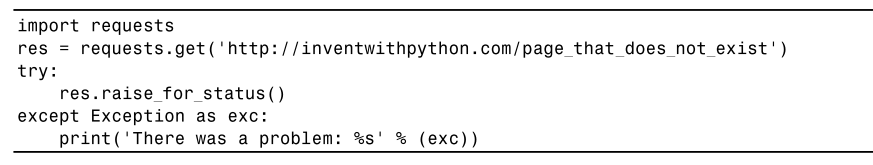 import requests
res = requests.get('http://inventwithpython.com/page_that_does_not_exist')
try:
    res.raise_for_status()
except Exception as exc:
    print('There was a problem: %s' % (exc))